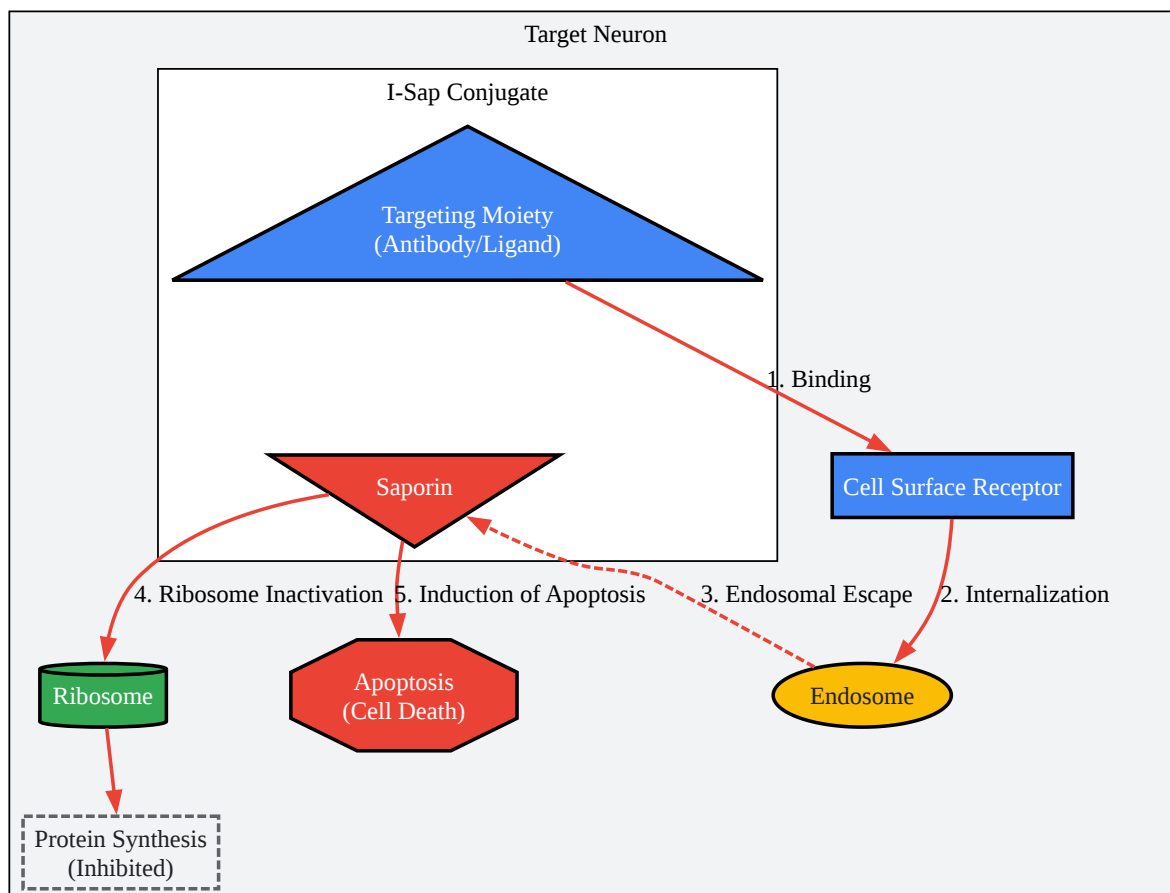 Target Neuron
I-Sap Conjugate
Targeting Moiety
(Antibody/Ligand)
1. Binding
Saporin
Cell Surface Receptor
4. Ribosome Inactivation
5. Induction of Apoptosis
3. Endosomal Escape
2. Internalization
Ribosome
Apoptosis
(Cell Death)
Endosome
Protein Synthesis
(Inhibited)